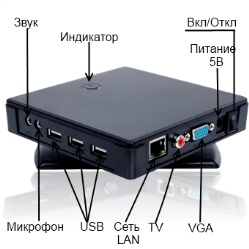 Звук
Вкл/Откл
Индикатор
Питание
5В
Микрофон
USB
Сеть
LAN
TV
VGA